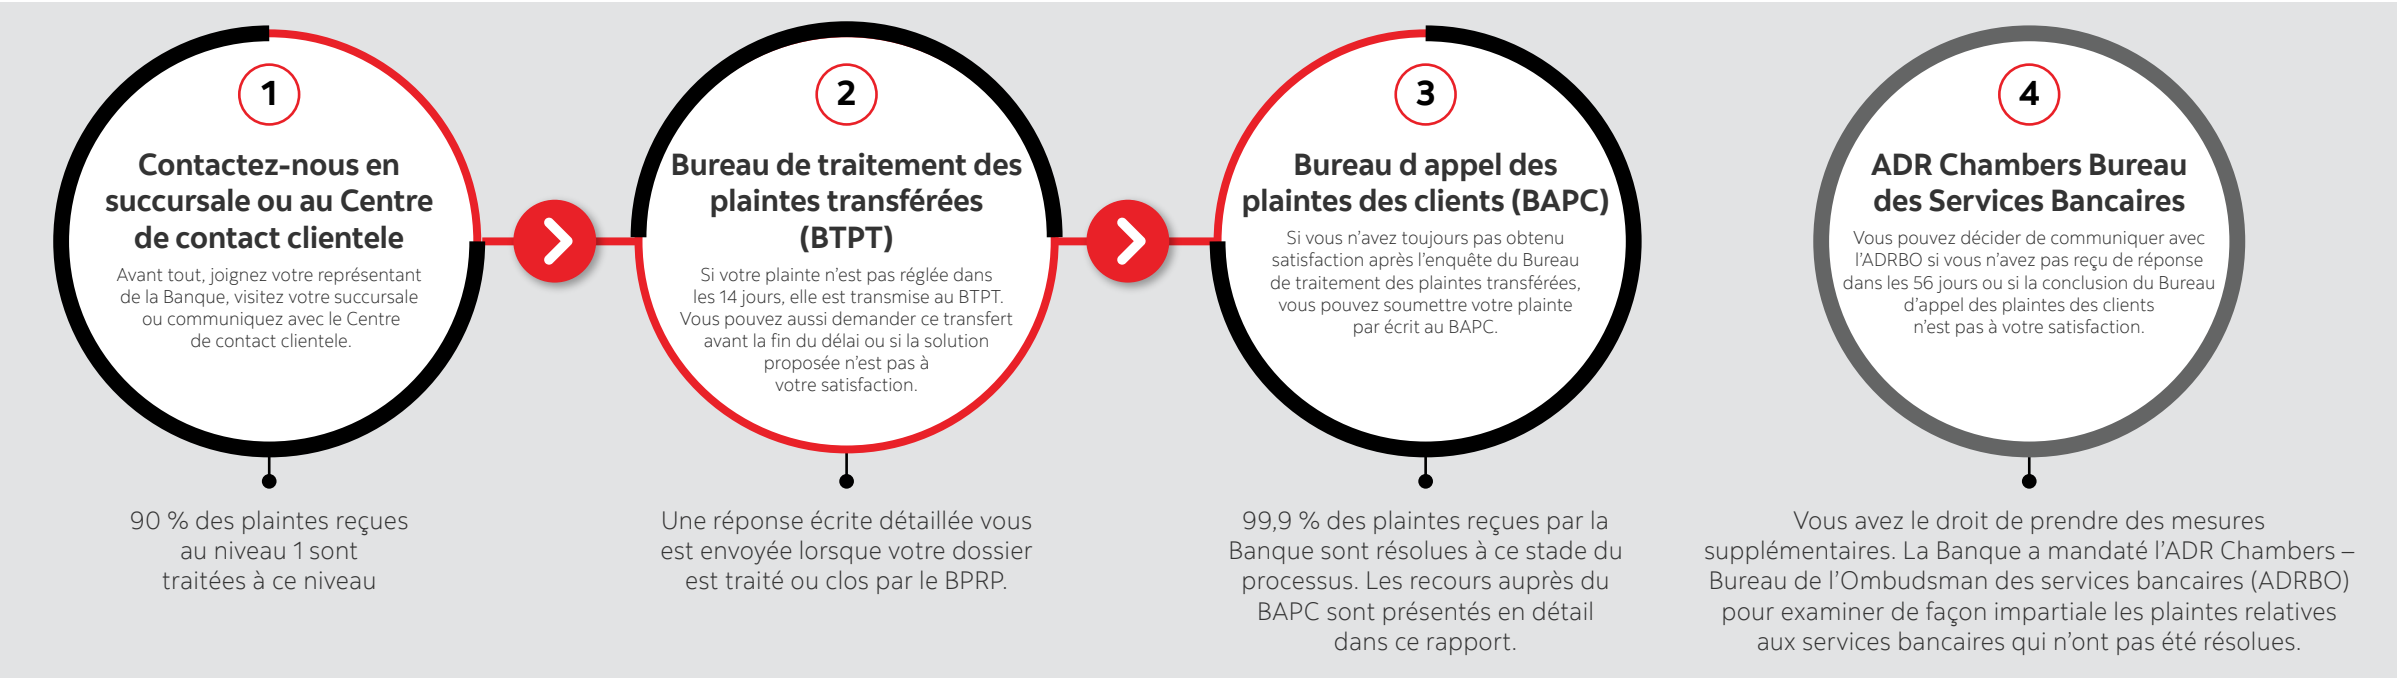 1
Contactez-nous en
succursale ou au Centre
de contact clientele
Avant tout, joignez votre représentant
de la Banque, visitez votre succursale
ou communiquez avec le Centre
de contact clientele.
90 % des plaintes reçues
au niveau 1 sont
traitées à ce niveau
2
Bureau de traitement des
plaintes transférées
(BTPT)
Si votre plainte n’est pas réglée dans
les 14 jours, elle est transmise au BTPT.
Vous pouvez aussi demander ce transfert
avant la fin du délai ou si la solution
proposée n’est pas à
votre satisfaction.
Une réponse écrite détaillée vous
est envoyée lorsque votre dossier
est traité ou clos par le BPRP.
3
Bureau d appel des
plaintes des clients (BAPC)
Si vous n’avez toujours pas obtenu
satisfaction après l’enquête du Bureau
de traitement des plaintes transférées,
vous pouvez soumettre votre plainte
par écrit au BAPC.
99,9 % des plaintes reçues par la
Banque sont résolues à ce stade du
processus. Les recours auprès du
BAPC sont présentés en détail
dans ce rapport.
4
ADR Chambers Bureau
des Services Bancaires
Vous pouvez décider de communiquer avec
l’ADRBO si vous n’avez pas reçu de réponse
dans les 56 jours ou si la conclusion du Bureau
d’appel des plaintes des clients
n’est pas à votre satisfaction.
Vous avez le droit de prendre des mesures
supplémentaires. La Banque a mandaté l’ADR Chambers –
Bureau de l’Ombudsman des services bancaires (ADRBO)
pour examiner de façon impartiale les plaintes relatives
aux services bancaires qui n’ont pas été résolues.